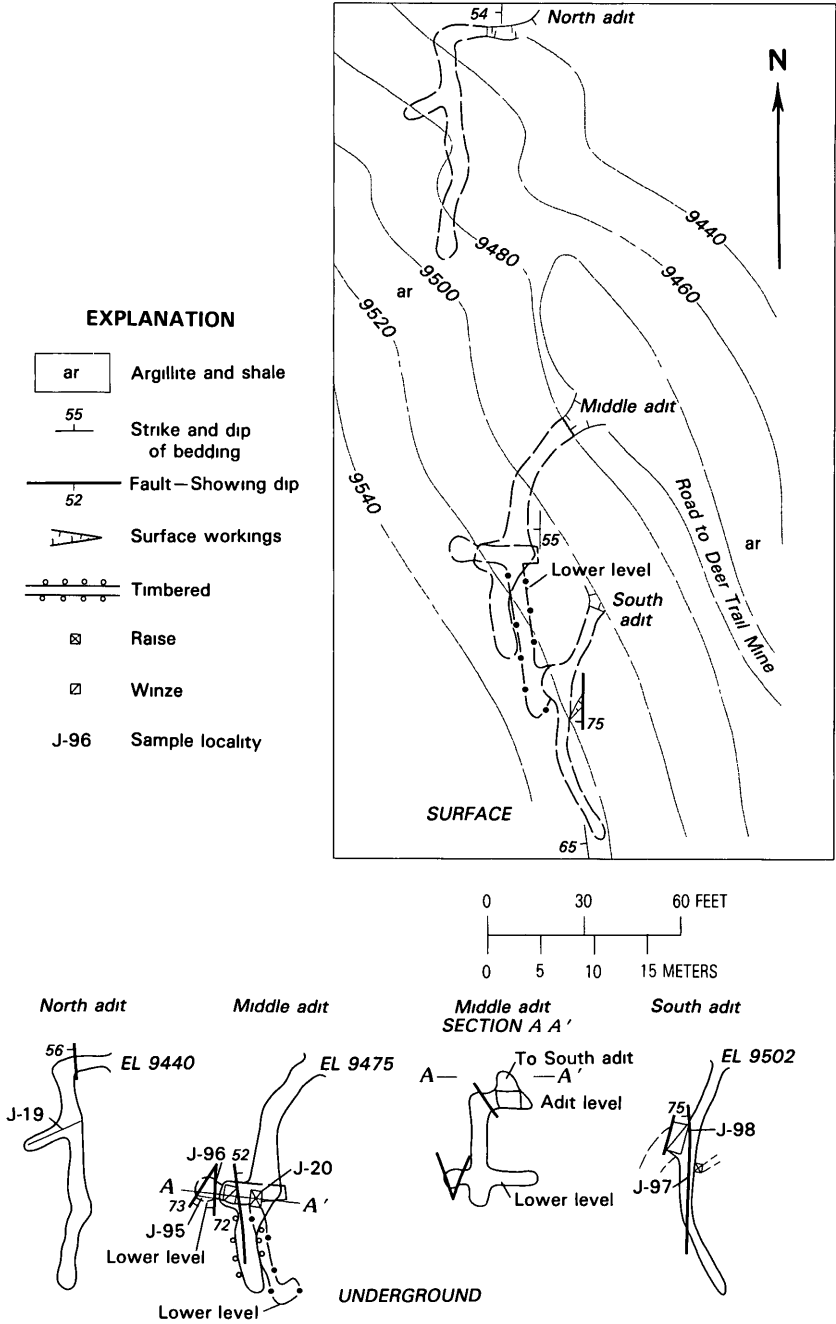 54
North adit
N
9440
9480
9460
9500
ar
9520
EXPLANATION
ar
Argillite and shale
55
Strike and dip
of bedding
Middle adit
52
Fault—Showing dip
9540
Road to Deer Trail Mine
Surface workings
55
ar
Lower level
Timbered
South
adit
Raise
Winze
75
J-96
Sample locality
SURFACE
65
0 30 60 FEET
0 5 10 15 METERS
North adit
Middle adit
Middle adit
SECTION A A'
South adit
56
EL 9440
EL 9475
To South adit
EL 9502
A
A'
Adit level
J-19
75
J-98
J-96
52
J-20
A
A'
73
J-97
Lower level
J-95
72
Lower level
Lower level
UNDERGROUND